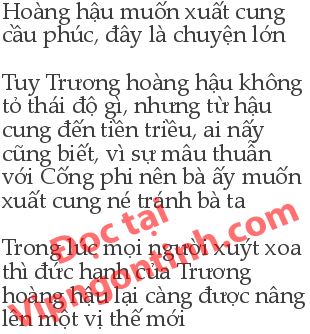 Hoàng hậu muốn xuất cung
cầu phúc, đây là chuyện lớn
Tuy Trương hoàng hậu không
tỏ thái độ gì, nhưng từ hậu
cung đến tiền triều, ai nấy
cũng biết, vì sự mâu thuẫn
với Cống phi nên bà ấy muốn
xuất cung né tránh bà ta
Trong lúc mọi người xuýt xoa
thì đức hạnh của Trương
hoàng hậu lại càng được nâng
lên một vị thế mới
Đọc tại
Vipngontinh.com